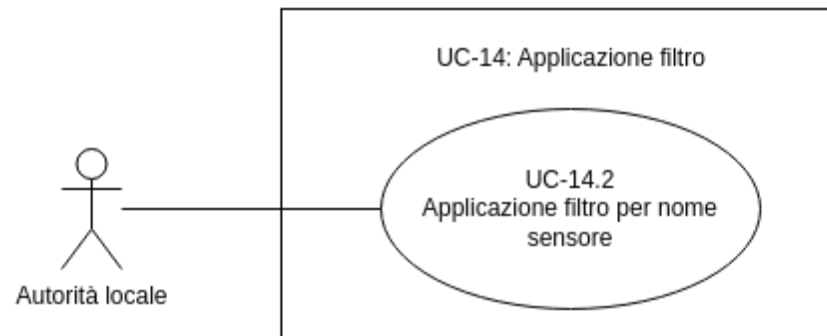 UC-14: Applicazione filtro
UC-14.2
Applicazione filtro per nome
sensore
Autorità locale